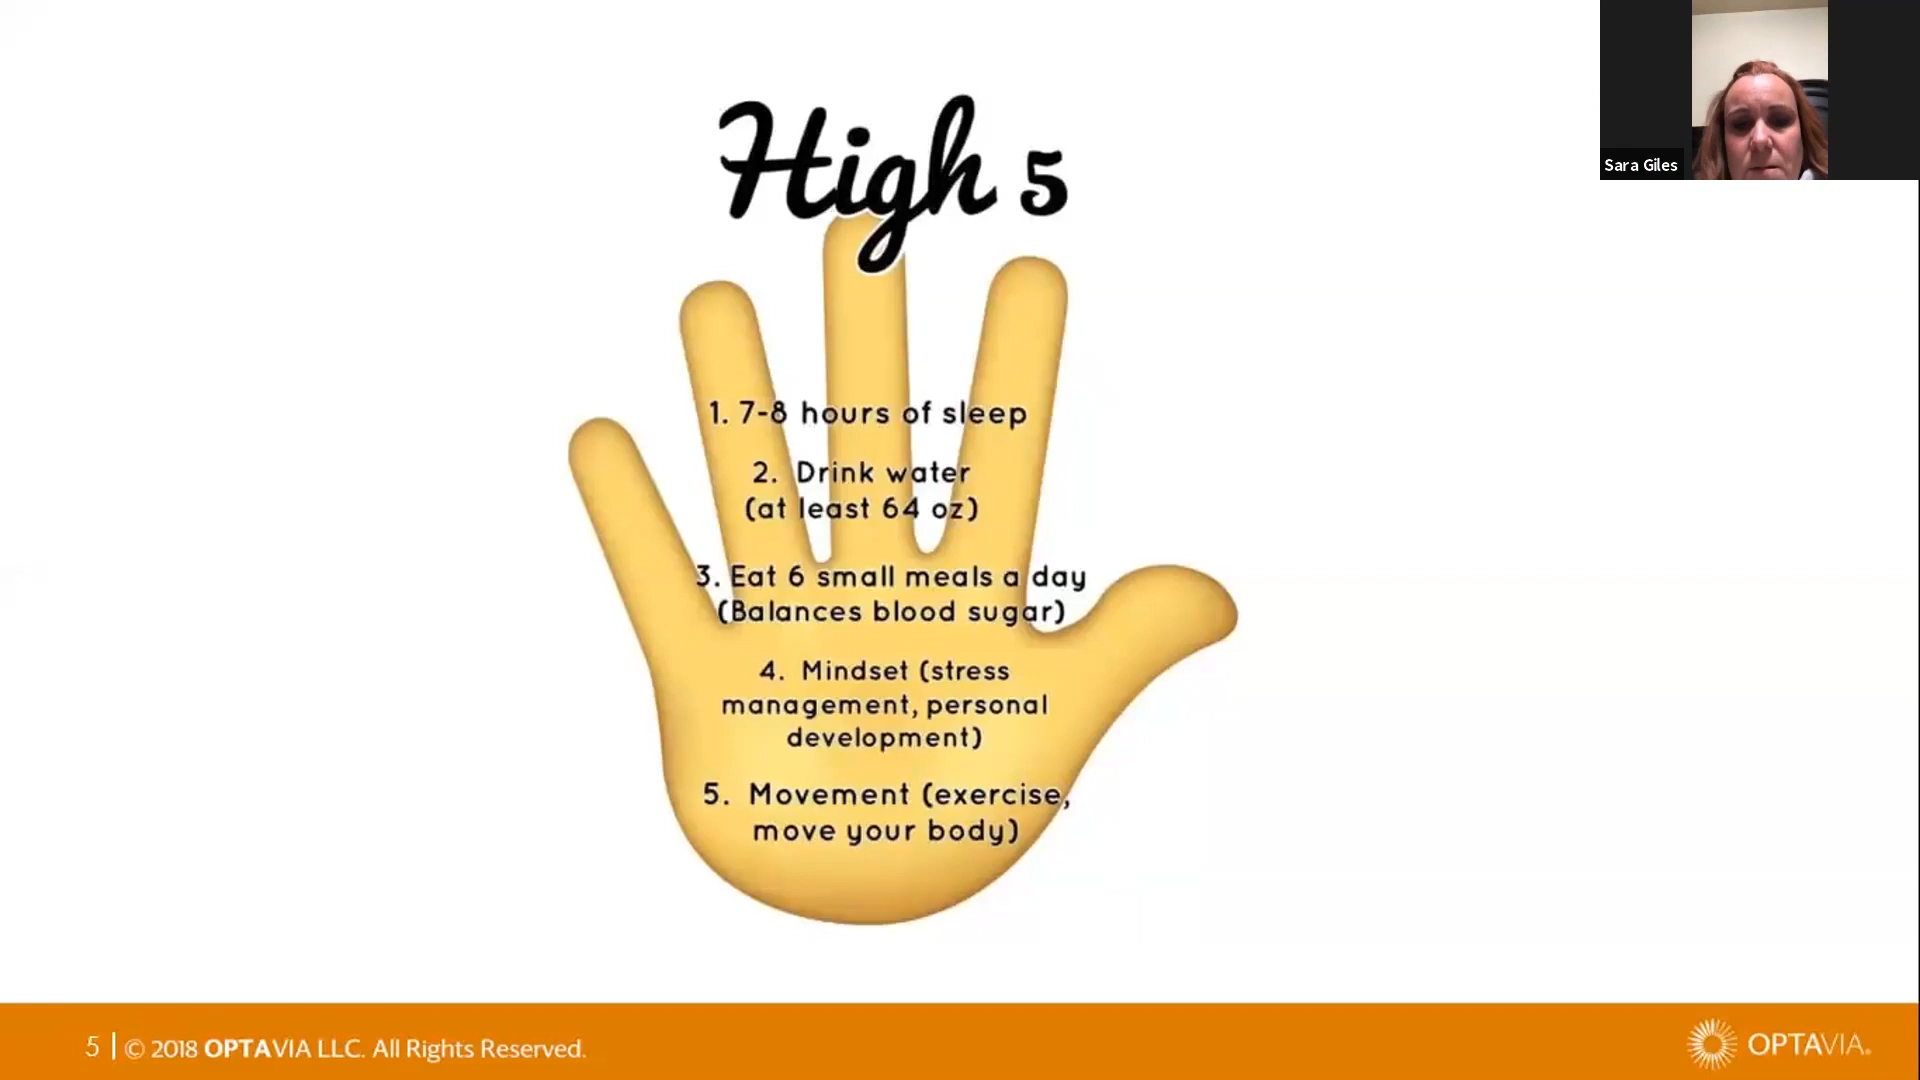 Sara Giles
High 5
1. 7-8 hours of sleep
2. Drink water
(at least 64 oz)
3. Eat 6 small meals a day
(Balances blood sugar)
4. Mindset (stress
management, personal
development)
5. Movement (exercise,
move your body)
5 | © 2018 OPTAVIA LLC. All Rights Reserved.
OPTAVIA®